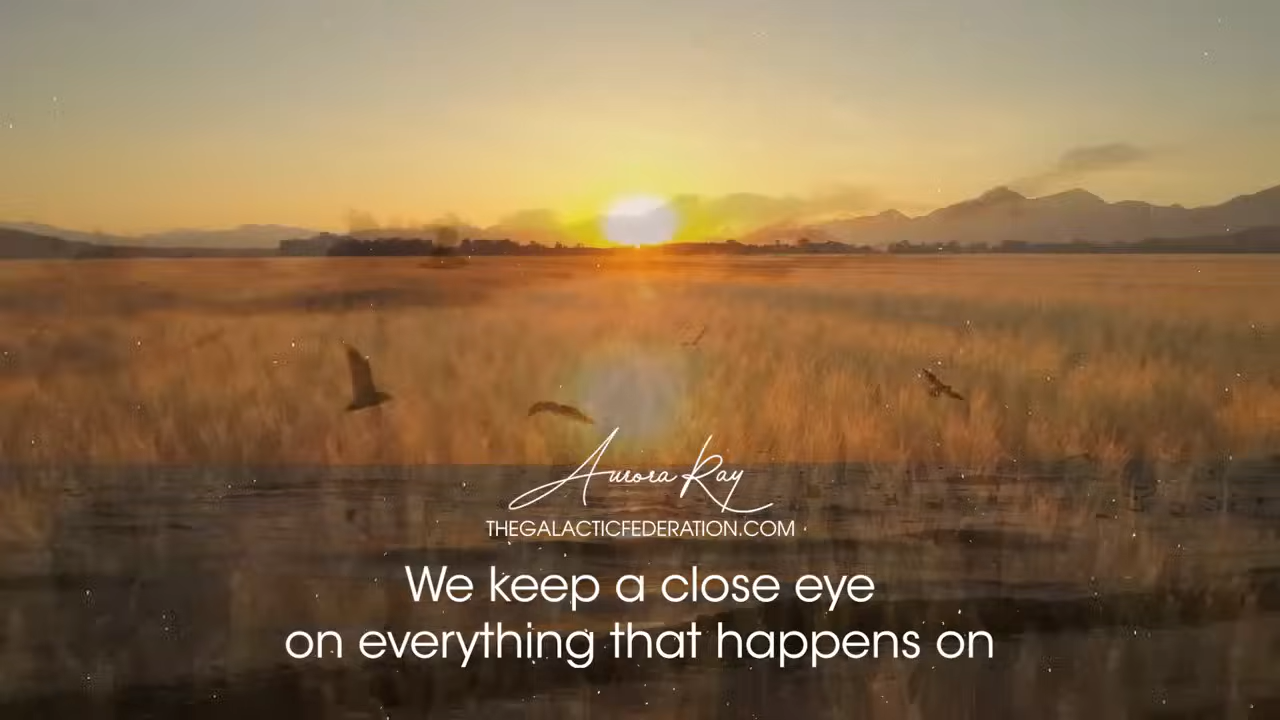 Aurora Ray
THEGALACTICFEDERATION.COM
We keep a close eye
on everything that happens on